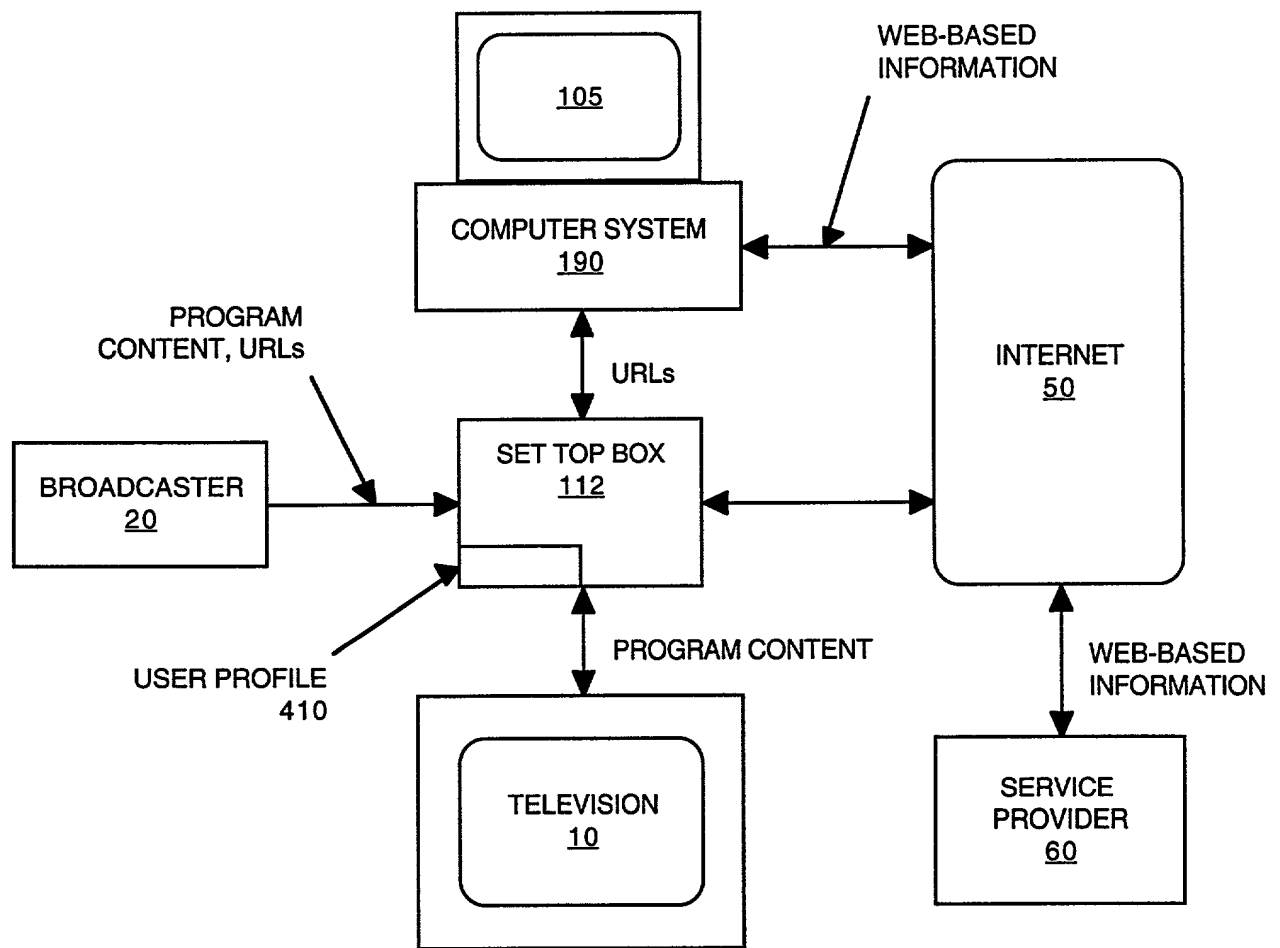 105
WEB-BASED
INFORMATION
COMPUTER SYSTEM
190
PROGRAM
CONTENT, URLs
URLs
INTERNET
50
BROADCASTER
20
SET TOP BOX
112
USER PROFILE
410
PROGRAM CONTENT
TELEVISION
10
WEB-BASED
INFORMATION
SERVICE
PROVIDER
60